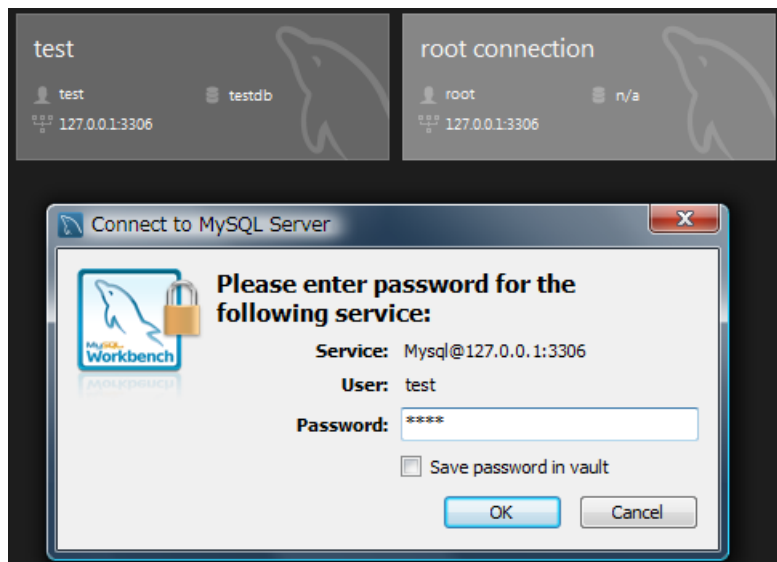 test
test
testdb
127.0.0.1:3306
root connection
root
n/a
127.0.0.1:3306
Connect to MySQL Server
MySQL
Workbench
Please enter password for the
following service:
Service: Mysql@127.0.0.1:3306
User: test
Password: ****
Save password in vault
OK
Cancel